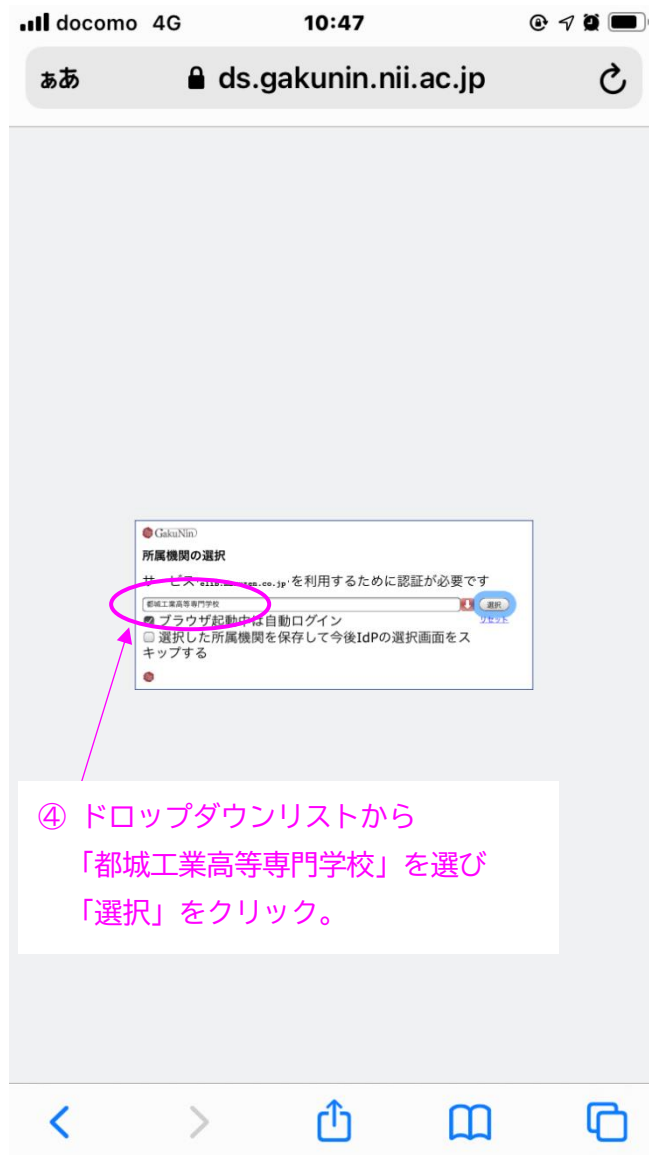 docomo 4G 10:47
ぁあ ds.gakunin.nii.ac.jp
GakuNin
所属機関の選択
サービス .co.jp'を利用するために認証が必要です
都城工業高等専門学校 選択
ブラウザ起動中は自動ログイン リセット
選択した所属機関を保存して今後IdPの選択画面をス
キップする
④ ドロップダウンリストから
「都城工業高等専門学校」を選び
「選択」をクリック。